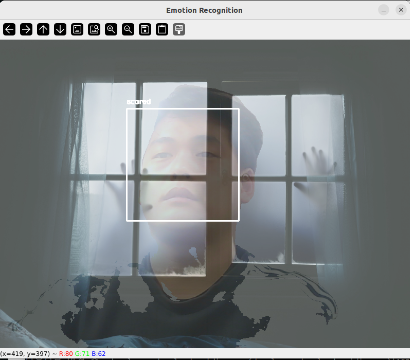 Emotion Recognition
scared
(x=419, y=397) ~ R:80 G:71 B:62